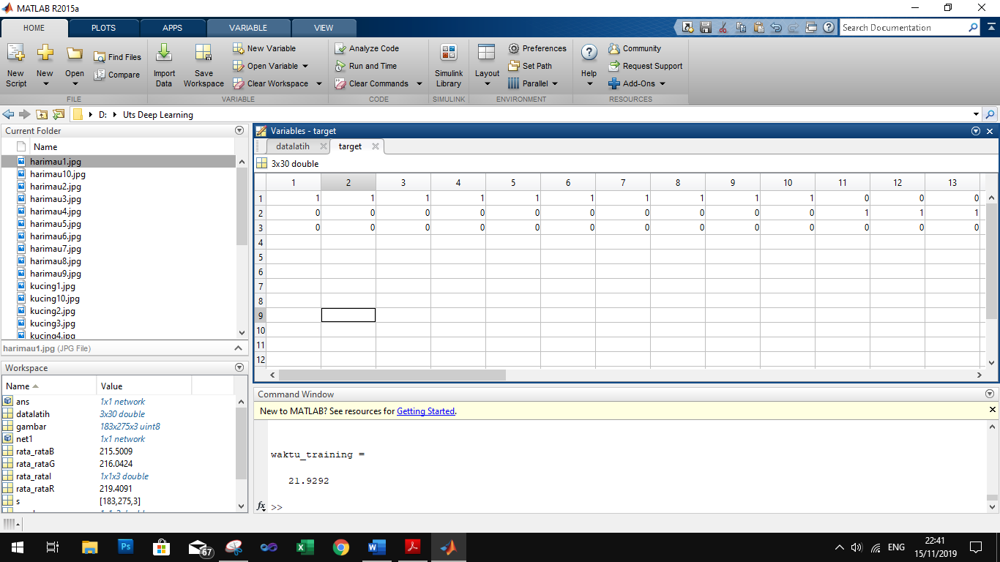 MATLAB R2015a
HOME PLOTS APPS VARIABLE VIEW
Search Documentation
New Script
New
Open
Find Files
Compare
FILE
Import Data
Save Workspace
New Variable
Open Variable
Clear Workspace
VARIABLE
Analyze Code
Run and Time
Clear Commands
CODE
Simulink Library
SIMULINK
Layout
Preferences
Set Path
Parallel
ENVIRONMENT
Help
Community
Request Support
Add-Ons
RESOURCES
D: Uts Deep Learning
Current Folder
Name
harimau1.jpg
harimau10.jpg
harimau2.jpg
harimau3.jpg
harimau4.jpg
harimau5.jpg
harimau6.jpg
harimau7.jpg
harimau8.jpg
harimau9.jpg
kucing1.jpg
kucing10.jpg
kucing2.jpg
kucing3.jpg
kucing4.jpg
harimau1.jpg (JPG File)
Workspace
Name Value
ans 1x1 network
datalatih 3x30 double
gambar 183x275x3 uint8
net1 1x1 network
rata_rataB 215.5009
rata_rataG 216.0424
rata_rataI 1x1x3 double
rata_rataR 219.4091
s [183,275,3]
Variables - target
datalatih target
3x30 double
1 2 3 4 5 6 7 8 9 10 11 12 13
1 1 1 1 1 1 1 1 1 1 1 0 0 0
2 0 0 0 0 0 0 0 0 0 0 1 1 1
3 0 0 0 0 0 0 0 0 0 0 0 0 0
4
5
6
7
8
9
10
11
12
Command Window
New to MATLAB? See resources for Getting Started.
waktu_training =
21.9292
fx >>
67
ENG
22:41
15/11/2019